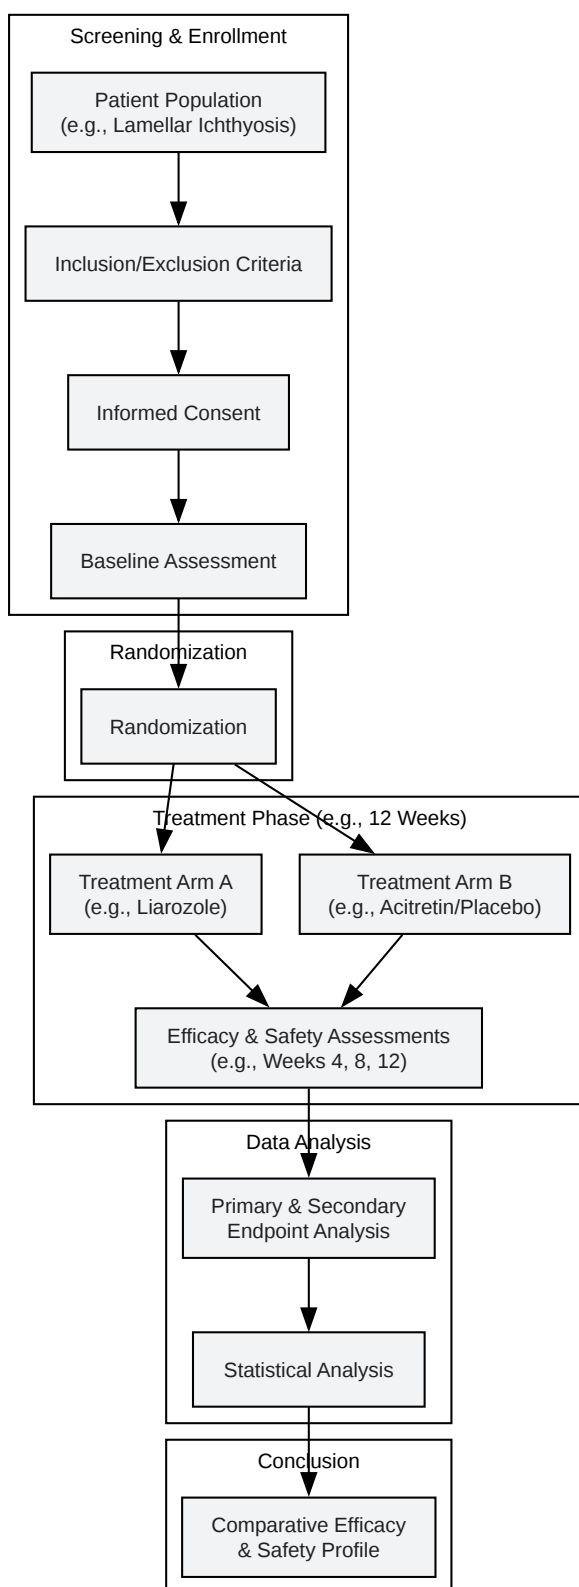 Screening & Enrollment
Patient Population
(e.g., Lamellar Ichthyosis)
Inclusion/Exclusion Criteria
Informed Consent
Baseline Assessment
Randomization
Randomization
Treatment Phase (e.g., 12 Weeks)
Treatment Arm A
(e.g., Liarozole)
Treatment Arm B
(e.g., Acitretin/Placebo)
Efficacy & Safety Assessments
(e.g., Weeks 4, 8, 12)
Data Analysis
Primary & Secondary
Endpoint Analysis
Statistical Analysis
Conclusion
Comparative Efficacy
& Safety Profile